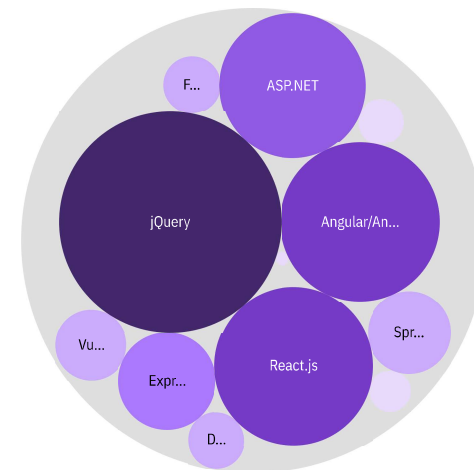 F...
ASP.NET
jQuery
Angular/An...
Spr...
Vu...
Expr...
React.js
D...